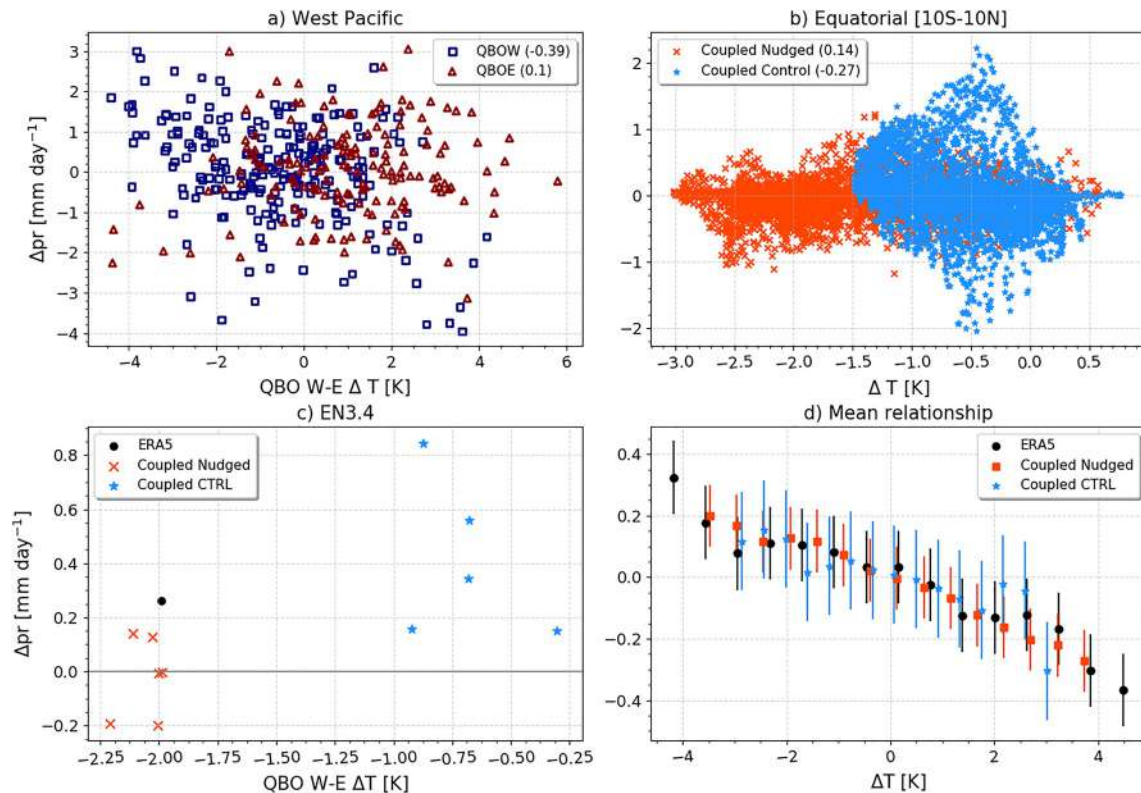 a) West Pacific
QBOW (-0.39)
QBOE (0.1)
3
2
1
0
−1
−2
−3
−4
Δpr [mm day⁻¹]
−4
−2
0
2
4
6
QBO W-E Δ T [K]
b) Equatorial [10S-10N]
Coupled Nudged (0.14)
Coupled Control (-0.27)
2
1
0
−1
−2
−3.0
−2.5
−2.0
−1.5
−1.0
−0.5
0.0
0.5
Δ T [K]
c) EN3.4
ERA5
Coupled Nudged
Coupled CTRL
0.8
0.6
0.4
0.2
0.0
−0.2
Δpr [mm day⁻¹]
−2.25
−2.00
−1.75
−1.50
−1.25
−1.00
−0.75
−0.50
−0.25
QBO W-E ΔT [K]
d) Mean relationship
ERA5
Coupled Nudged
Coupled CTRL
0.4
0.2
0.0
−0.2
−0.4
−4
−2
0
2
4
ΔT [K]